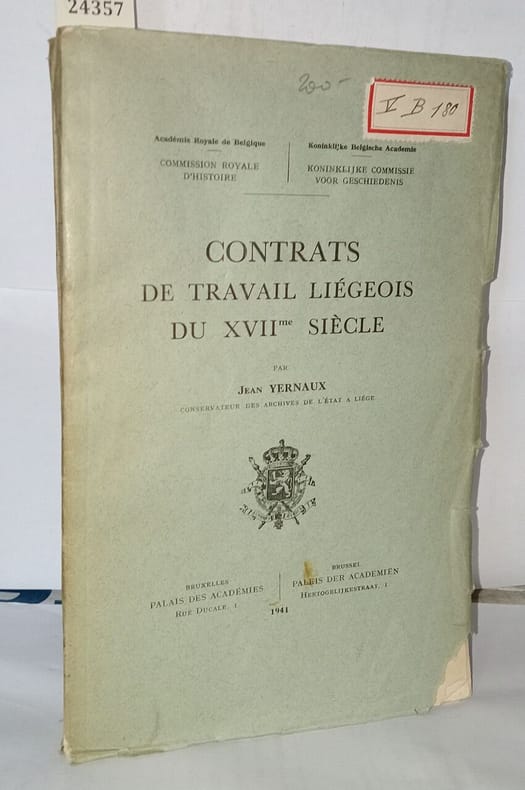 24357
200-
V B 180
Académie Royale de Belgique
COMMISSION ROYALE
D'HISTOIRE
Koninklijke Belgische Academie
KONINKLIJKE COMMISSIE
VOOR GESCHIEDENIS
CONTRATS
DE TRAVAIL LIÉGEOIS
DU XVIIme SIÈCLE
PAR
JEAN YERNAUX
CONSERVATEUR DES ARCHIVES DE L'ÉTAT A LIÉGE
BRUXELLES
PALAIS DES ACADÉMIES
RUE DUCALE, 1
BRUSSEL
PALEIS DER ACADEMIËN
HERTOGELIJKESTRAAT, 1
1941